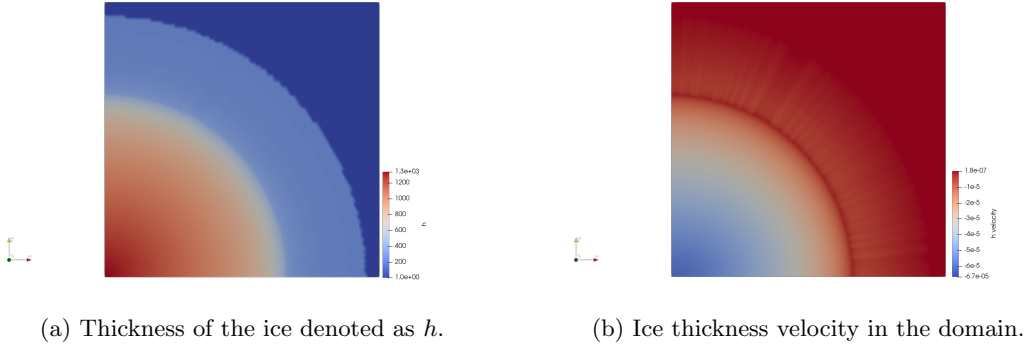 1.3e+03
1200
1000
800
600
400
200
1.0e+00
h
1.8e-07
-1e-5
-2e-5
-3e-5
-4e-5
-5e-5
-6e-5
-6.7e-05
h velocity
(a) Thickness of the ice denoted as h.
(b) Ice thickness velocity in the domain.